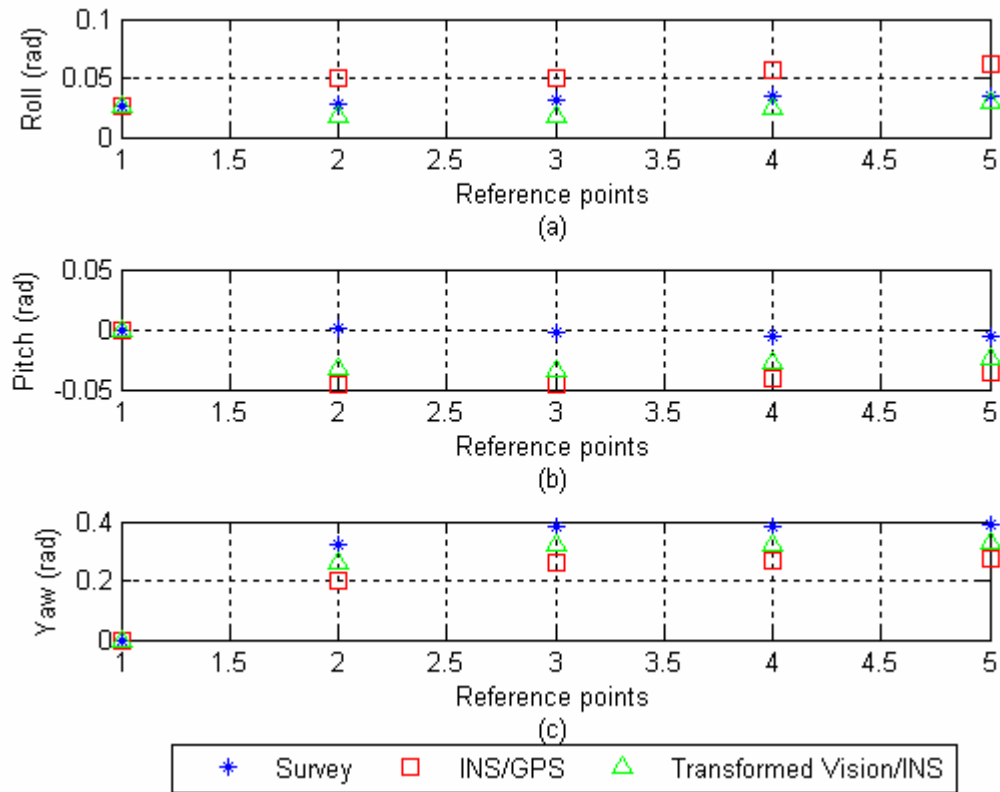 0.1
0.05
0
Roll (rad)
1 1.5 2 2.5 3 3.5 4 4.5 5
Reference points
(a)
0.05
0
-0.05
Pitch (rad)
1 1.5 2 2.5 3 3.5 4 4.5 5
Reference points
(b)
0.4
0.2
0
Yaw (rad)
1 1.5 2 2.5 3 3.5 4 4.5 5
Reference points
(c)
Survey INS/GPS Transformed Vision/INS